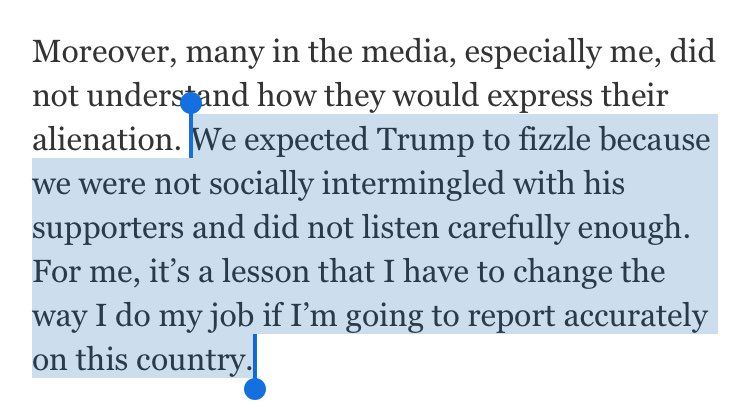 Moreover, many in the media, especially me, did
not understand how they would express their
alienation. We expected Trump to fizzle because
we were not socially intermingled with his
supporters and did not listen carefully enough.
For me, it’s a lesson that I have to change the
way I do my job if I’m going to report accurately
on this country.